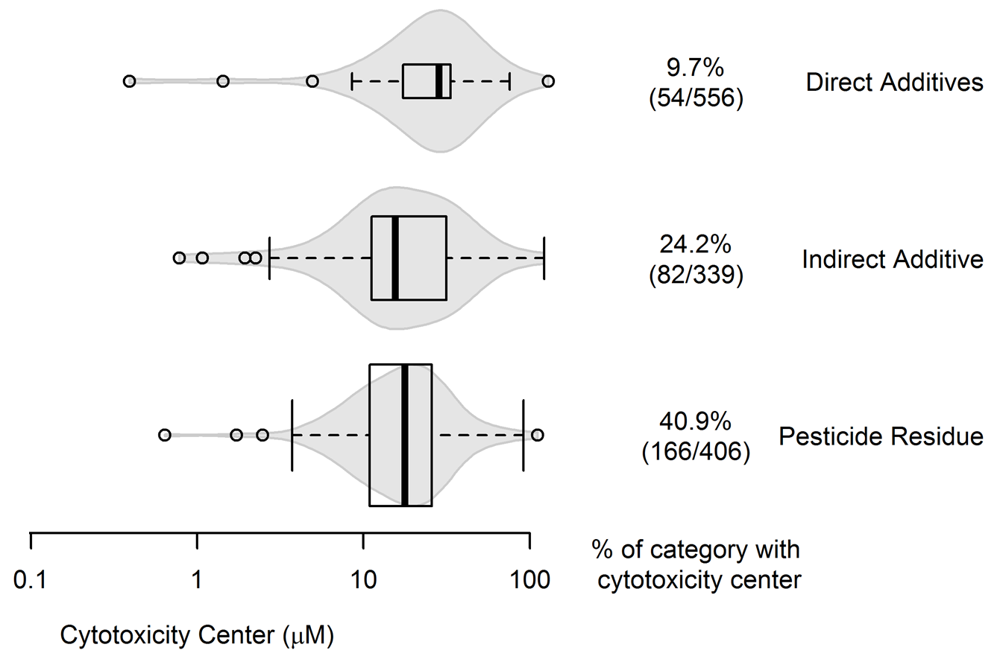 9.7%
(54/556)
Direct Additives
24.2%
(82/339)
Indirect Additive
40.9%
(166/406)
Pesticide Residue
0.1 1 10 100
% of category with
cytotoxicity center
Cytotoxicity Center (μM)